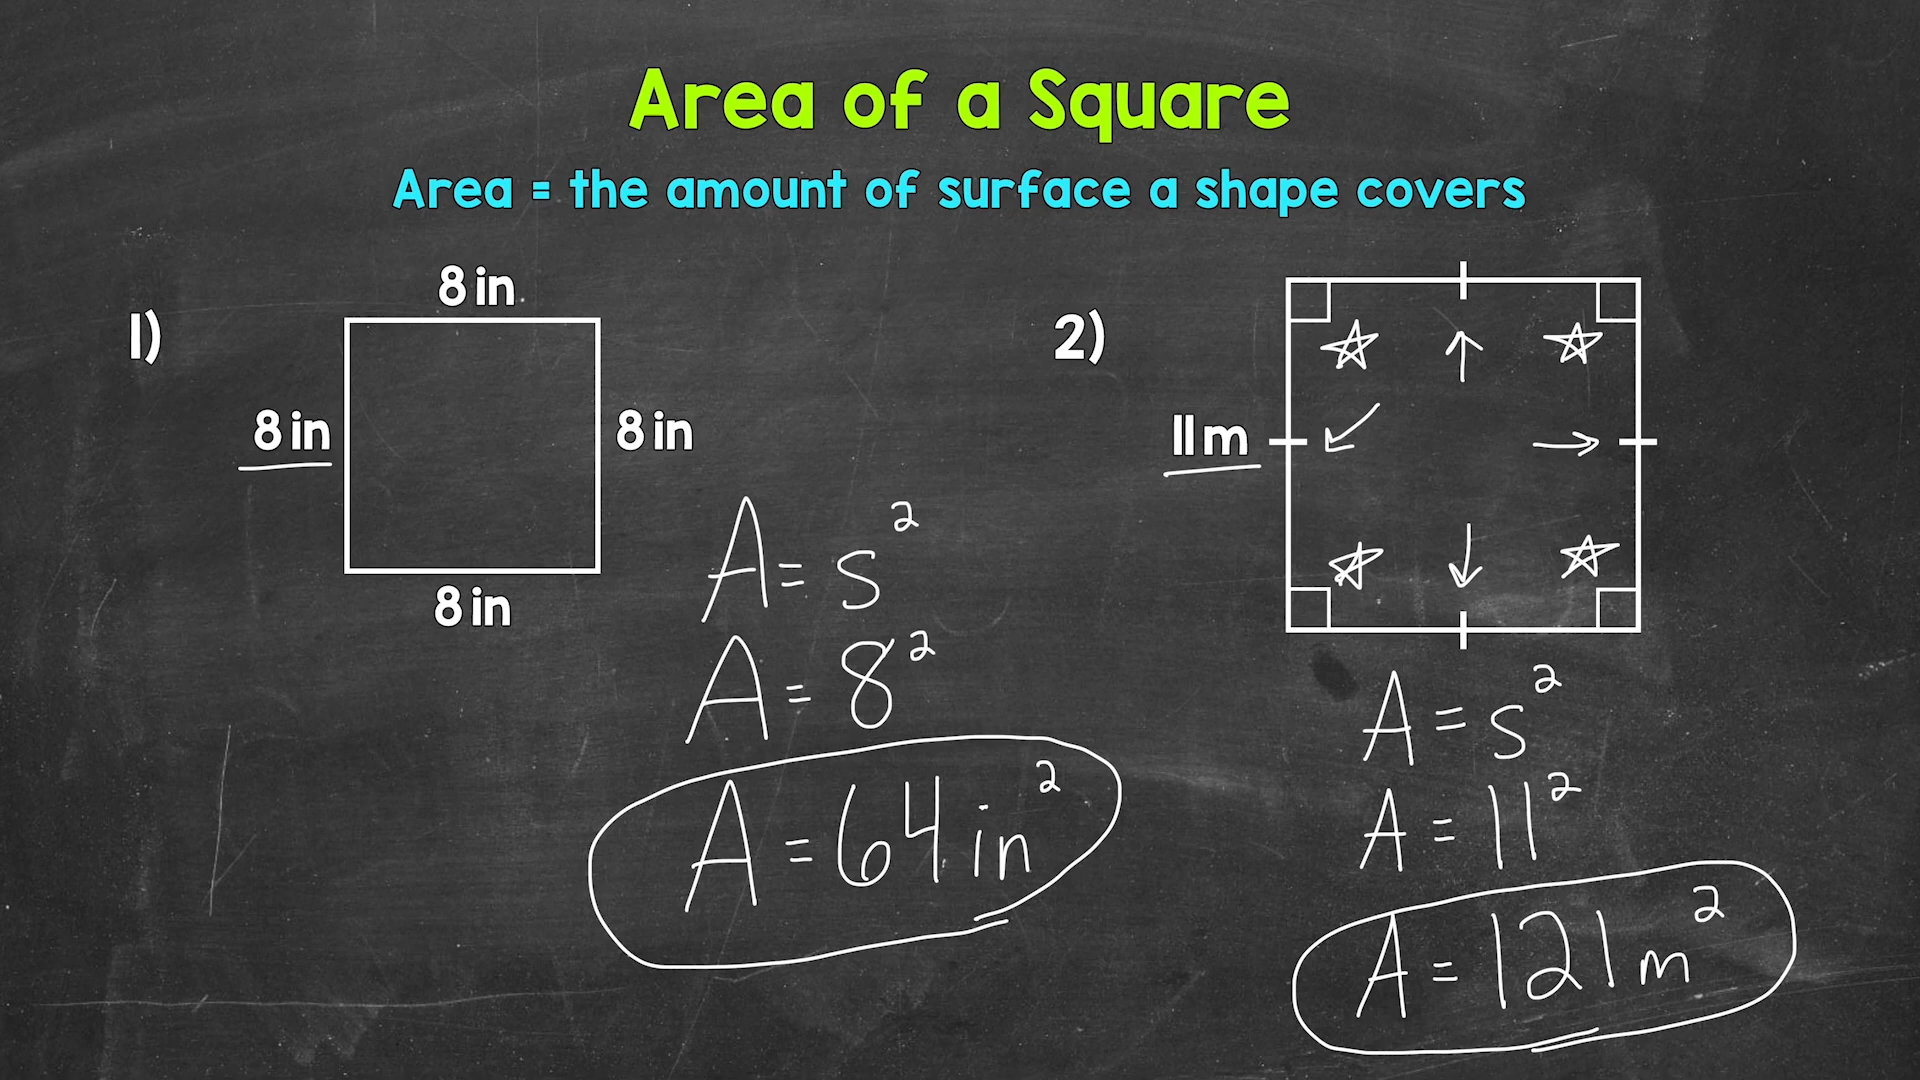 Area of a Square
Area = the amount of surface a shape covers
1)
8 in
8 in
8 in
8 in
A = s²
A = 8²
A = 64 in²
2)
11 m
A = s²
A = 11²
A = 121 m²